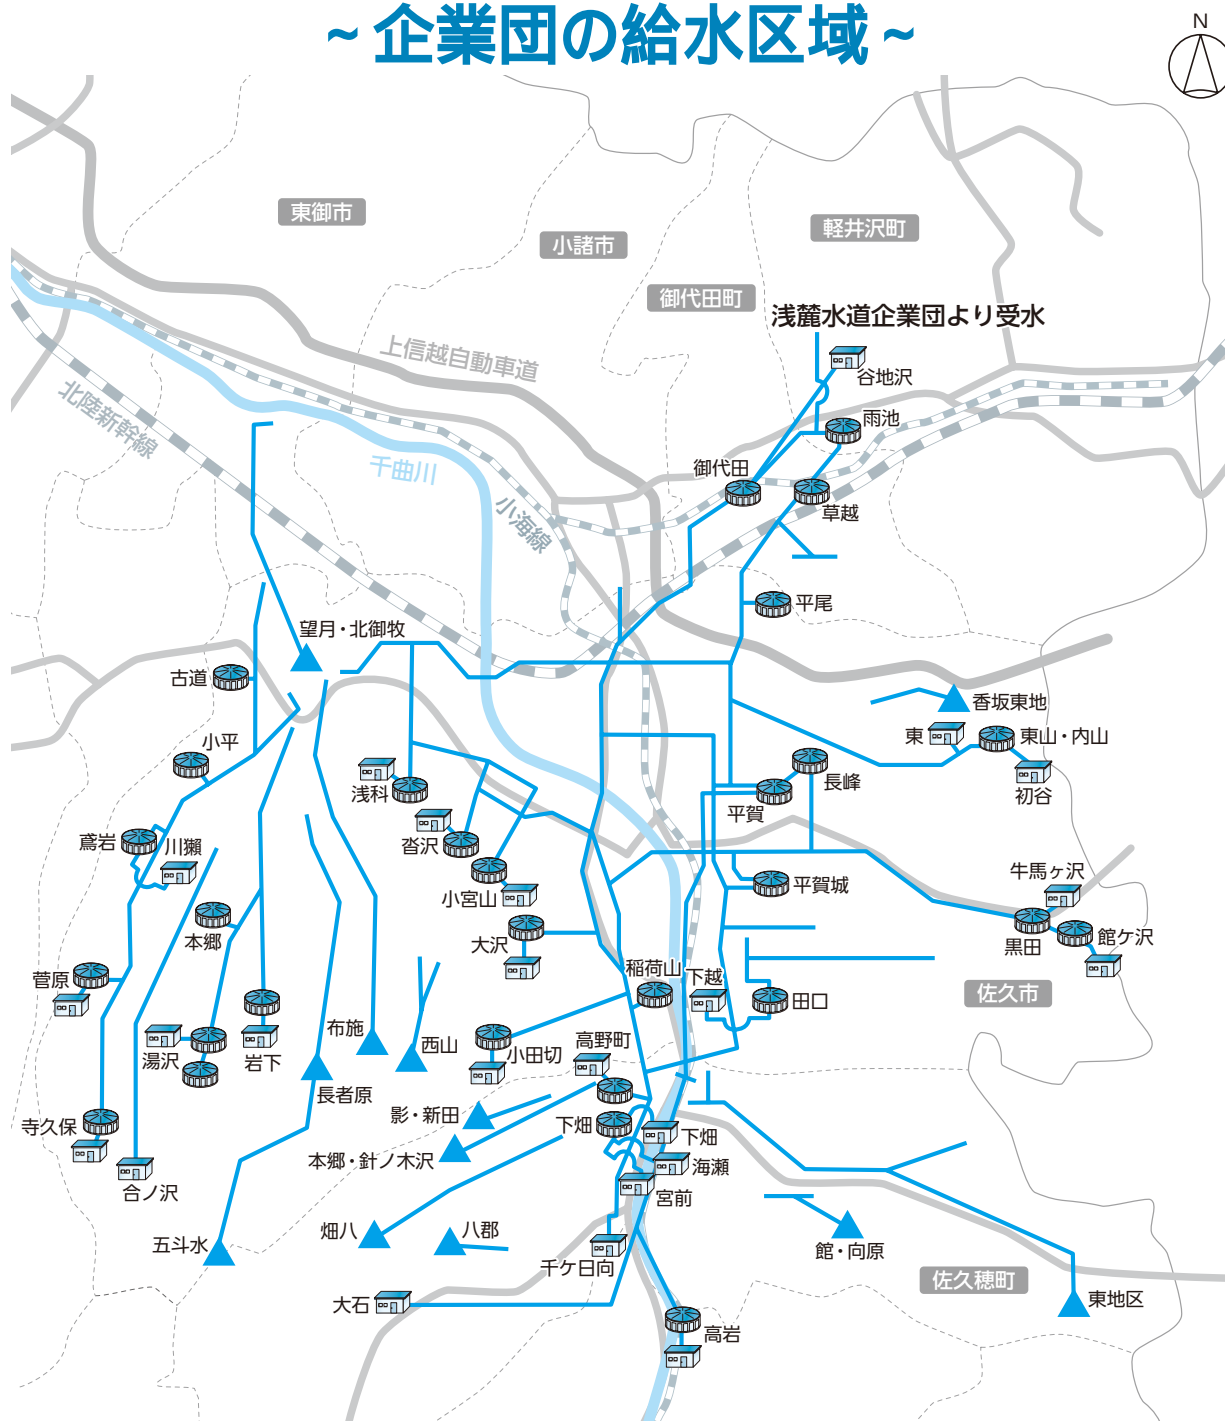 ~企業団の給水区域~
N
東御市
小諸市
軽井沢町
御代田町
浅麓水道企業団より受水
上信越自動車道
谷地沢
北陸新幹線
雨池
千曲川
御代田
小海線
草越
平尾
望月・北御牧
古道
香坂東地
小平
東
東山・内山
浅科
長峰
初谷
平賀
鳶岩
川獺
沓沢
小宮山
平賀城
牛馬ヶ沢
本郷
大沢
黒田
館ケ沢
菅原
稲荷山
下越
田口
佐久市
布施
西山
小田切
高野町
湯沢
岩下
長者原
寺久保
影・新田
下畑
下畑
本郷・針ノ木沢
海瀬
合ノ沢
宮前
五斗水
畑八
八郡
館・向原
千ケ日向
佐久穂町
大石
東地区
高岩